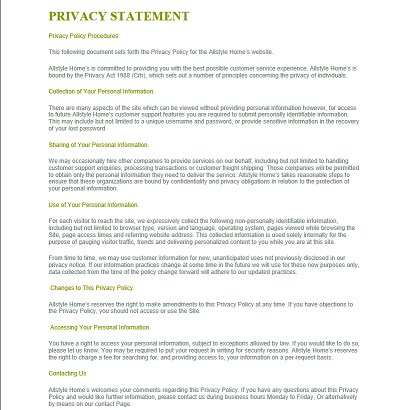 PRIVACY STATEMENT
Privacy Policy Procedures
This following document sets forth the Privacy Policy for the Allstyle Home's website.
Allstyle Home's is committed to providing you with the best possible customer service experience. Allstyle Home's is
bound by the Privacy Act 1988 (Crh), which sets out a number of principles concerning the privacy of individuals.
Collection of Your Personal Information.
There are many aspects of the site which can be viewed without providing personal information however, for access
to future Allstyle Home's customer support features you are required to submit personally identifiable information.
This may include but not limited to a unique username and password, or provide sensitive information in the recovery
of your lost password
Sharing of Your Personal Information.
We may occasionally hire other companies to provide services on our behalf, including but not limited to handling
customer support enquiries, processing transactions or customer freight shipping. Those companies will be permitted
to obtain only the personal information they need to deliver the service. Allstyle Home's takes reasonable steps to
ensure that these organizations are bound by confidentiality and privacy obligations in relation to the protection of
your personal information.
Use of Your Personal Information.
For each visitor to reach the site, we expressively collect the following non-personally identifiable information,
including but not limited to browser type, version and language, operating system, pages viewed while browsing the
Site, page access times and referring website address. This collected information is used solely internally for the
purpose of gauging visitor traffic, trends and delivering personalized content to you while you are at this site.
From time to time, we may use customer information for new, unanticipated uses not previously disclosed in our
privacy notice. If our information practices change at some time in the future we will use for these new purposes only,
data collected from the time of the policy change forward will adhere to our updated practices.
Changes to This Privacy Policy.
Allstyle Home's reserves the right to make amendments to this Privacy Policy at any time. If you have objections to
the Privacy Policy, you should not access or use the Site.
Accessing Your Personal Information.
You have a right to access your personal information, subject to exceptions allowed by law. If you would like to do so,
please let us know. You may be required to put your request in writing for security reasons. Allstyle Home's reserves
the right to charge a fee for searching for, and providing access to, your information on a per request basis.
Contacting Us
Allstyle Home's welcomes your comments regarding this Privacy Policy. If you have any questions about this Privacy
Policy and would like further information, please contact us during business hours Monday to Friday, Or alternatively
by means on our contact Page.